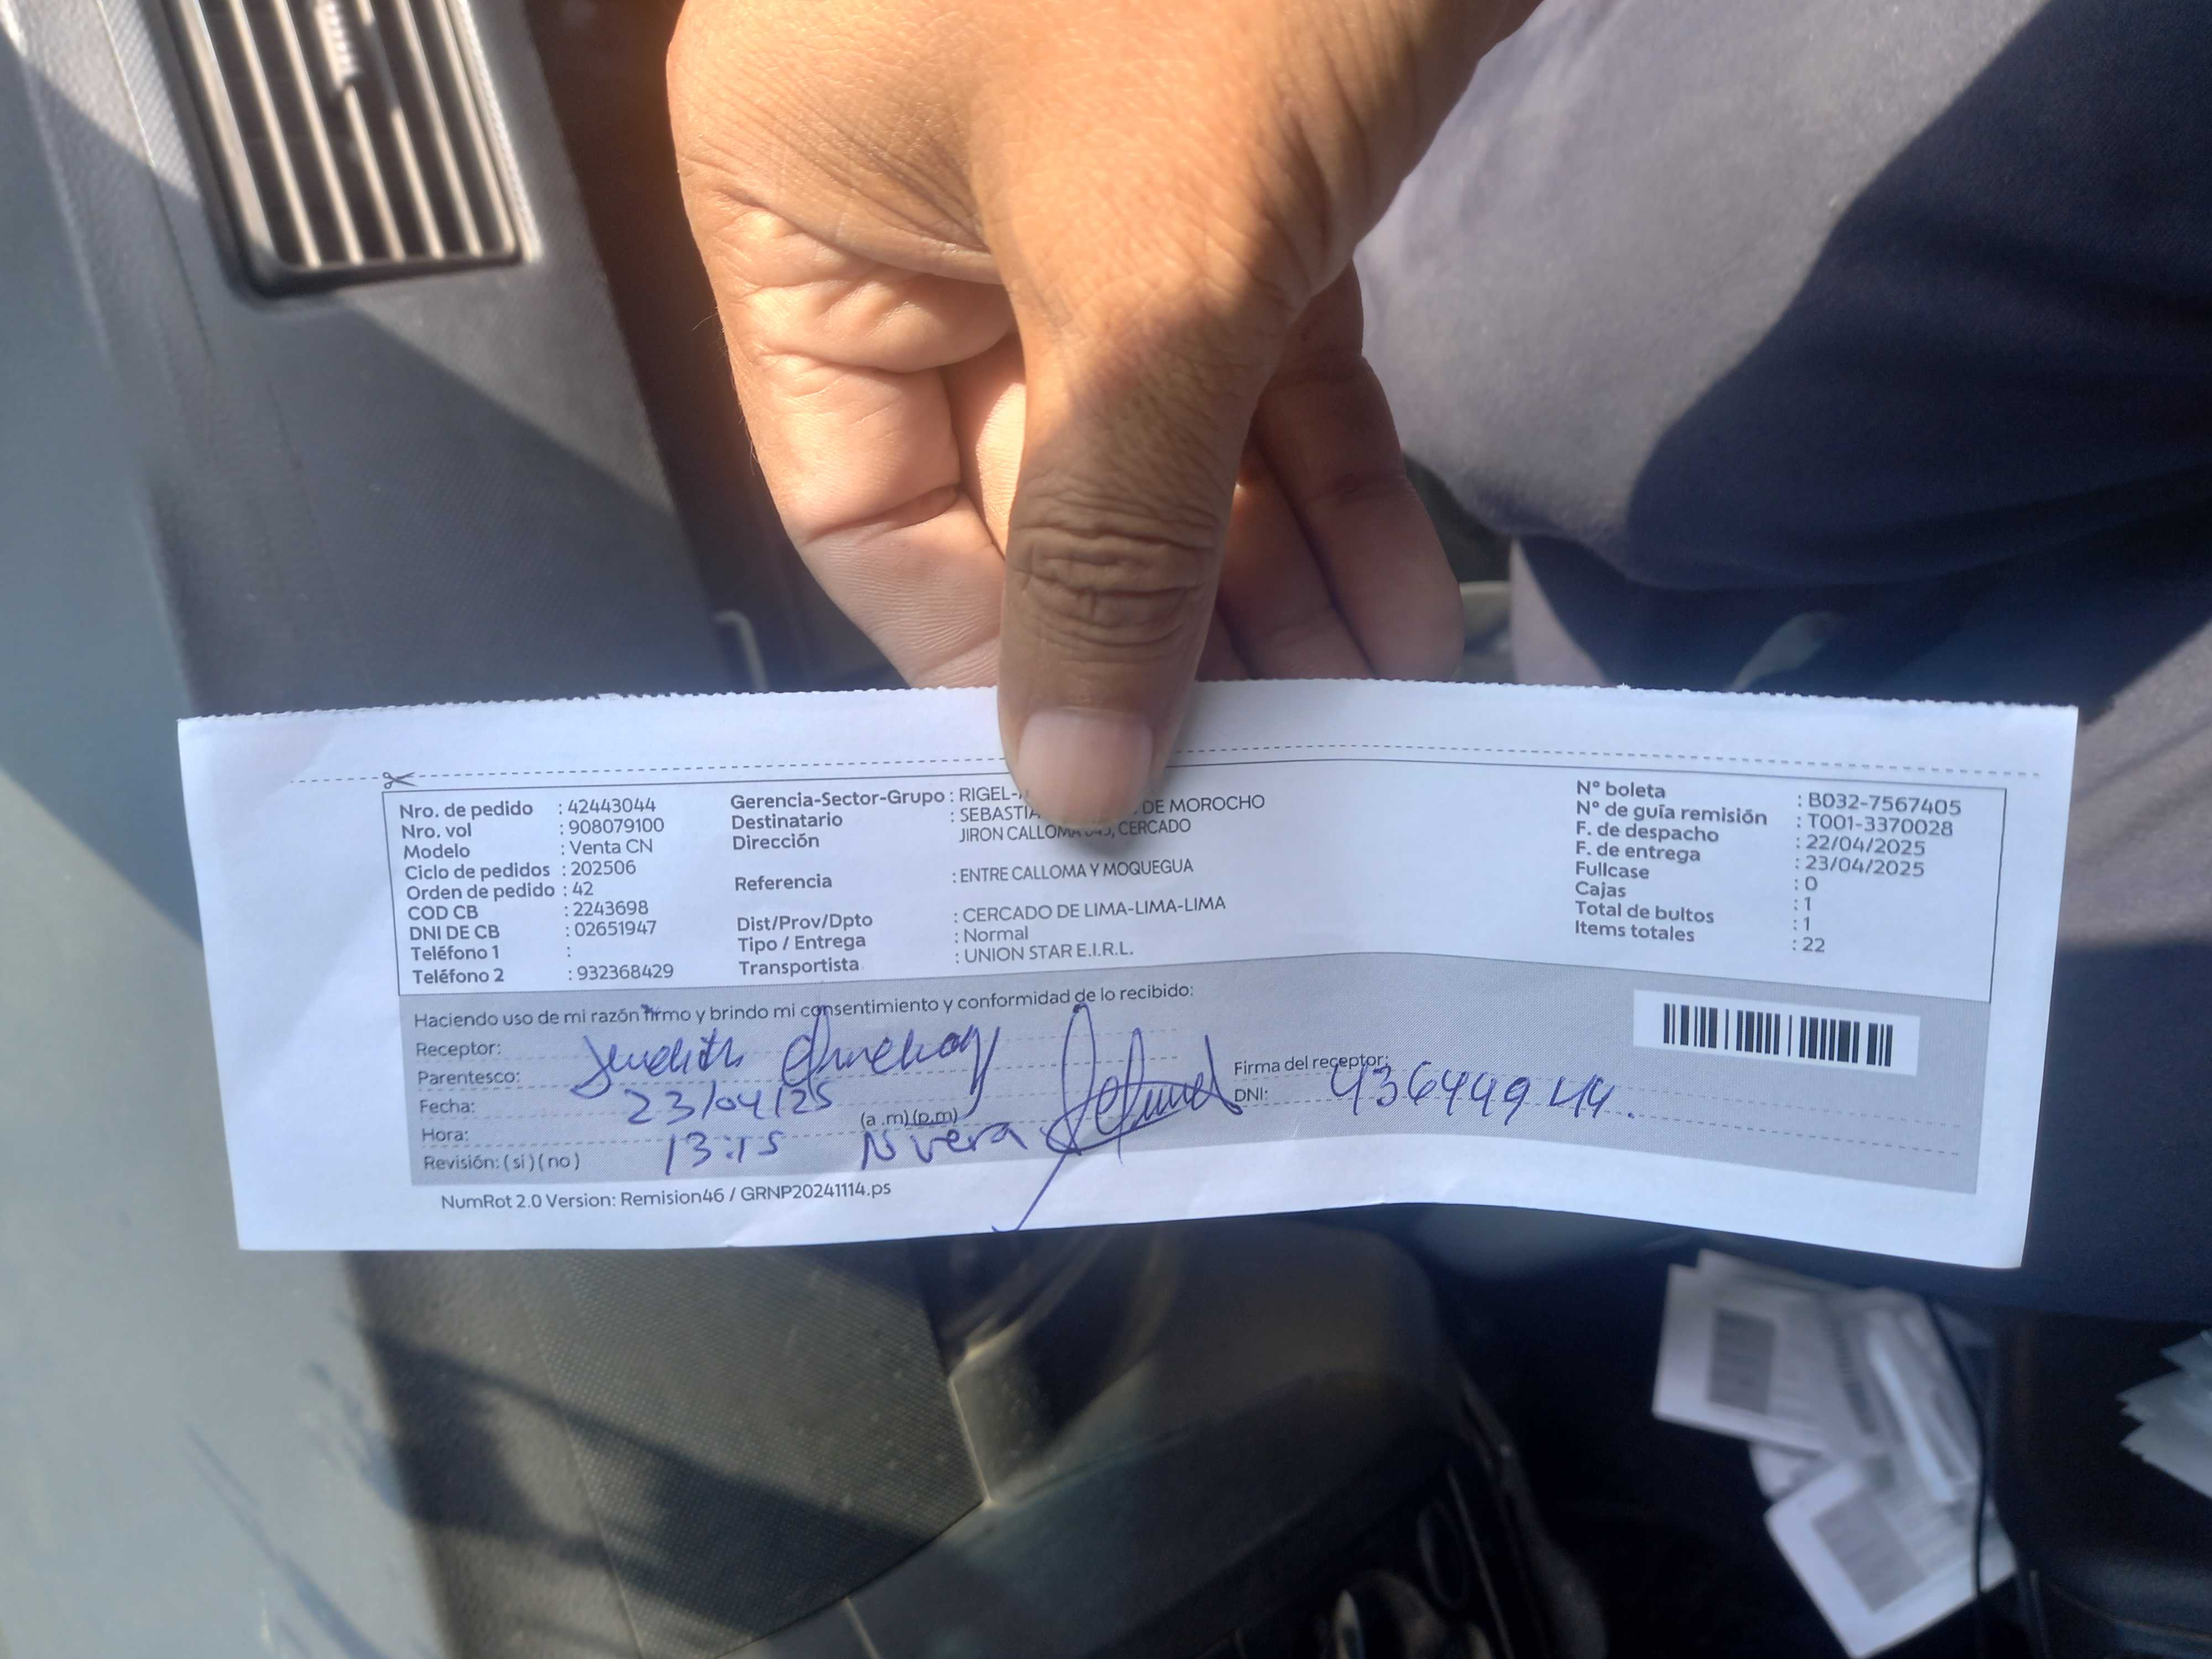 Nro. de pedido : 42443044
Nro. vol : 908079100
Modelo : Venta CN
Ciclo de pedidos : 202506
Orden de pedido : 42
COD CB : 2243698
DNI DE CB : 02651947
Teléfono 1 :
Teléfono 2 : 932368429
Gerencia-Sector-Grupo : RIGEL-
Destinatario : DE MOROCHO
Dirección JIRON CALLOMA , CERCADO
Referencia : ENTRE CALLOMA Y MOQUEGUA
Dist/Prov/Dpto : CERCADO DE LIMA-LIMA-LIMA
Tipo / Entrega : Normal
Transportista : UNION STAR E.I.R.L.
N° boleta : B032-7567405
N° de guía remisión : T001-3370028
F. de despacho : 22/04/2025
F. de entrega : 23/04/2025
Fullcase : 0
Cajas : 1
Total de bultos : 1
Items totales : 22
Haciendo uso de mi razón firmo y brindo mi consentimiento y conformidad de lo recibido:
Receptor: Judith
Parentesco:
Fecha: 23/04/25
Hora: 13:15 (a .m) (p.m) Nuera
Revisión: ( si ) ( no )
Firma del receptor:
DNI: 43644944.
NumRot 2.0 Version: Remision46 / GRNP20241114.ps